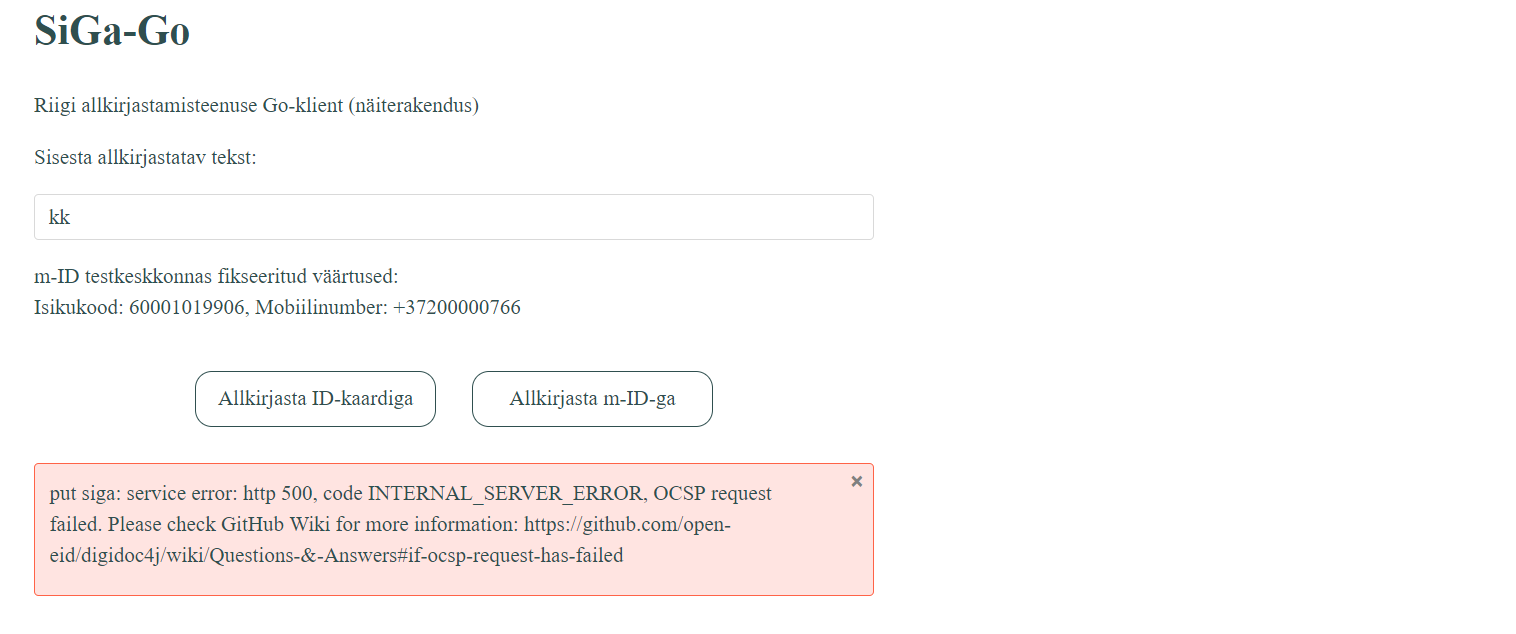 SiGa-Go
Riigi allkirjastamisteenuse Go-klient (näiterakendus)
Sisesta allkirjastatav tekst:
kk
m-ID testkeskkonnas fikseeritud väärtused:
Isikukood: 60001019906, Mobiilinumber: +37200000766
Allkirjasta ID-kaardiga
Allkirjasta m-ID-ga
put siga: service error: http 500, code INTERNAL_SERVER_ERROR, OCSP request
failed. Please check GitHub Wiki for more information: https://github.com/open-
eid/digidoc4j/wiki/Questions-&-Answers#if-ocsp-request-has-failed